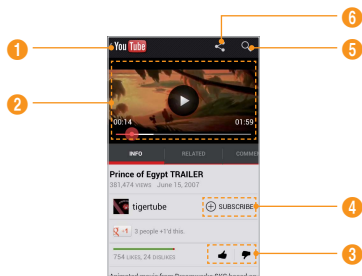 6
1
You Tube
5
2
00:14
01:59
INFO
RELATED
COMME
Prince of Egypt TRAILER
381,474 VIEWS June 15, 2007
tigertube
SUBSCRIBE
4
+1
3 people +1'd this.
754 LIKES, 24 DISLIKES
3